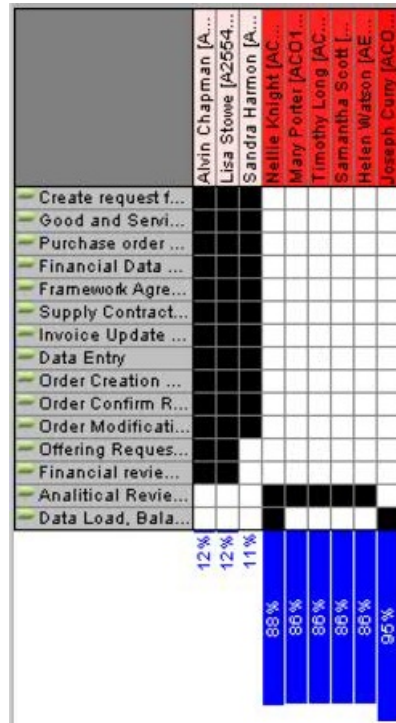 Alvin Chapman [A...
Lisa Stowe [A2554...
Sandra Harmon [A...
Nellie Knight [AC...
Mary Porter [ACO1...
Timothy Long [AC...
Samantha Scott [...
Helen Watson [AE...
Joseph Curry [ACO...
Create request f...
Good and Servi...
Purchase order ...
Financial Data ...
Framework Agre...
Supply Contract...
Invoice Update ...
Data Entry
Order Creation ...
Order Confirm R...
Order Modificati...
Offering Reques...
Financial revie...
Analitical Revie...
Data Load, Bala...
12%
12%
11%
88%
86%
86%
86%
86%
95%